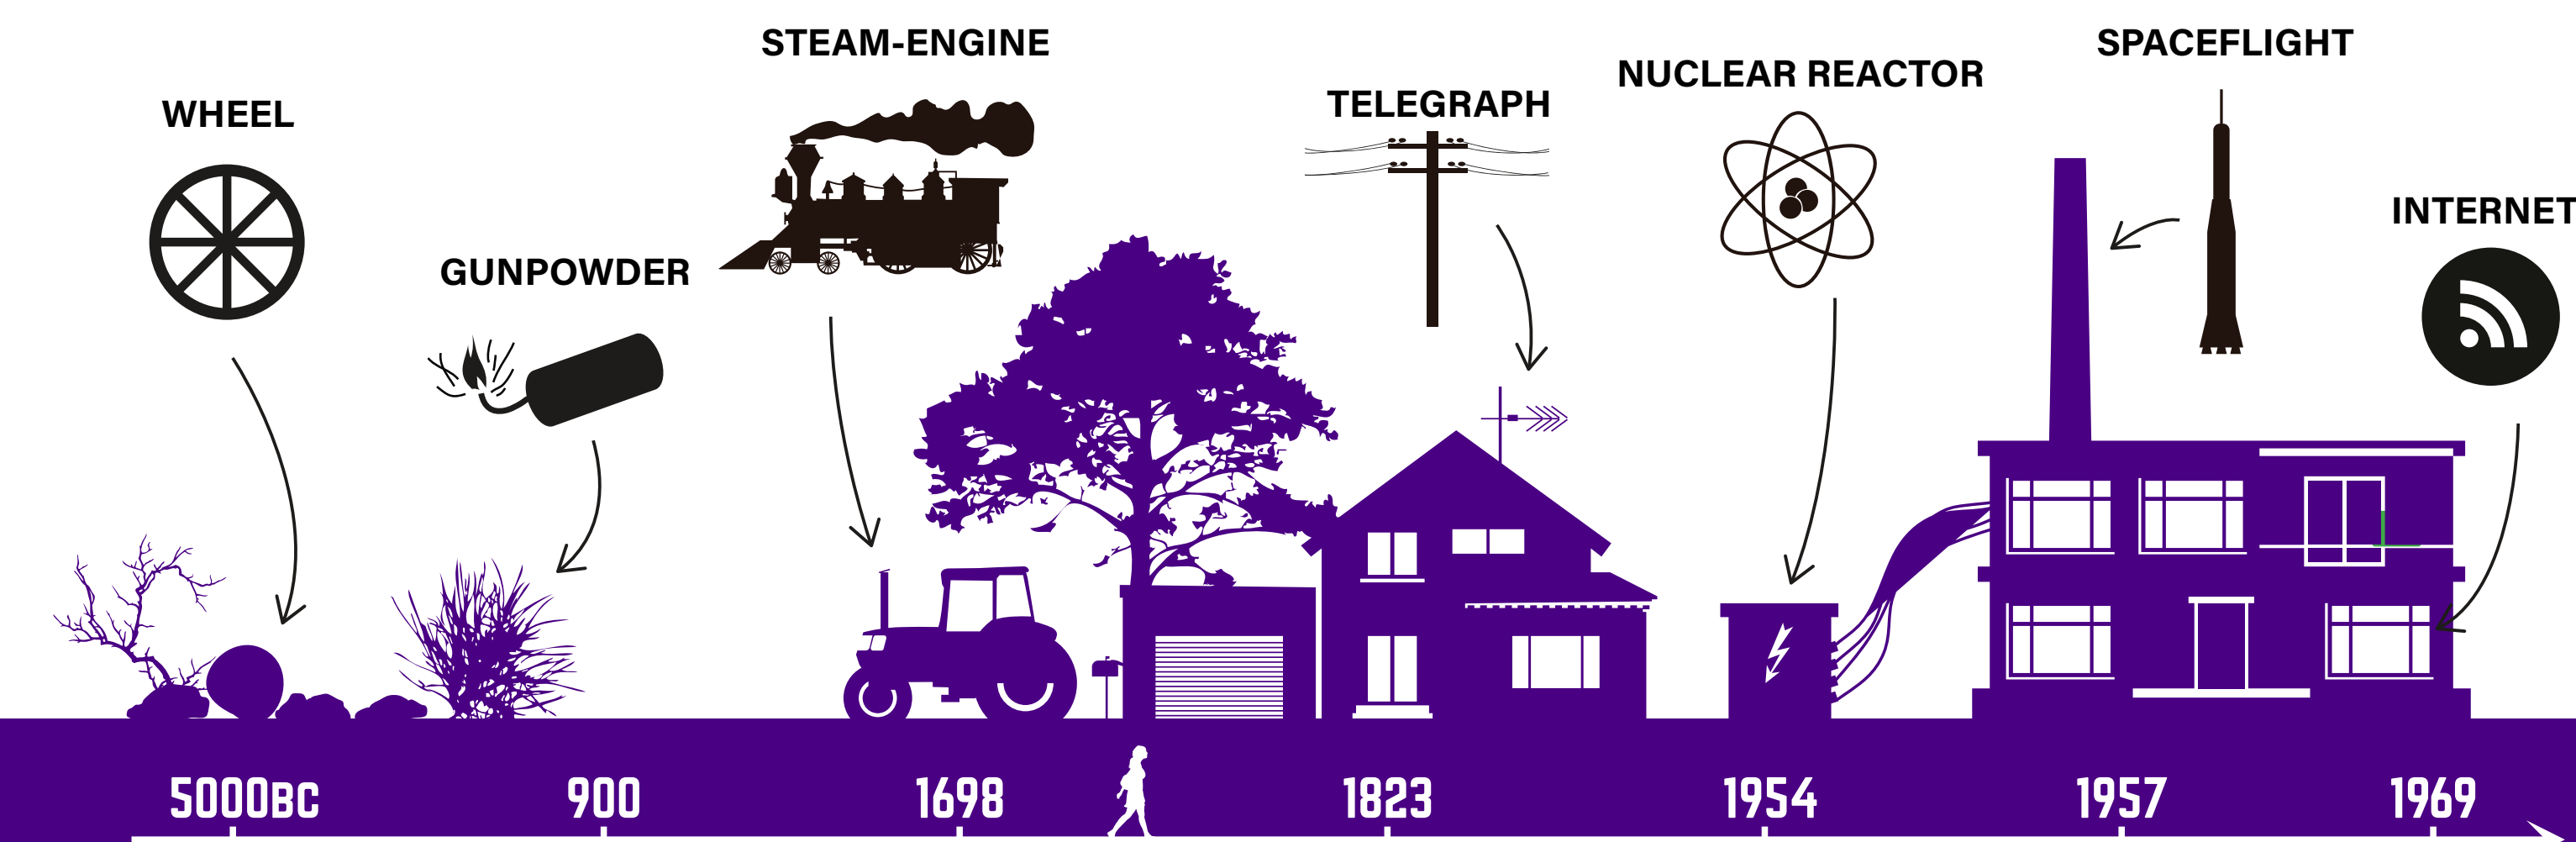 WHEEL
GUNPOWDER
STEAM-ENGINE
TELEGRAPH
NUCLEAR REACTOR
SPACEFLIGHT
INTERNET
5000BC
900
1698
1823
1954
1957
1969